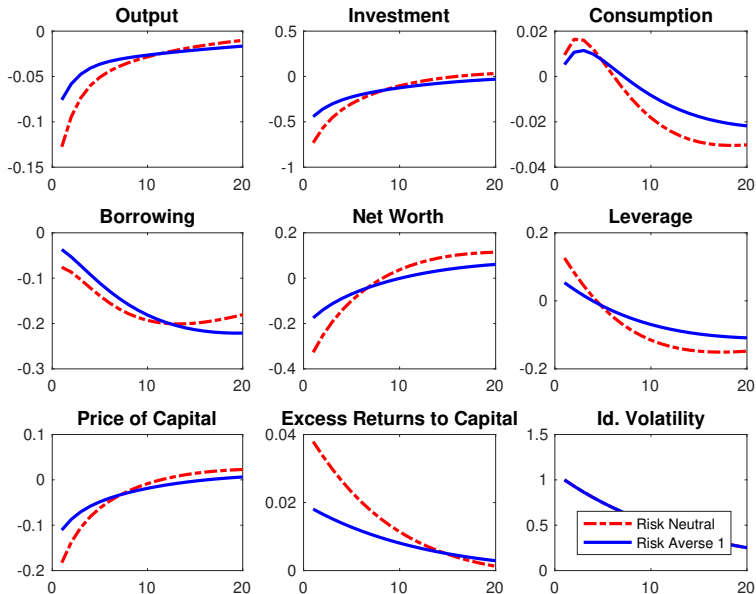 Output
0
-0.05
-0.1
-0.15
0 10 20
Investment
0.5
0
-0.5
-1
0 10 20
Consumption
0.02
0
-0.02
-0.04
0 10 20
Borrowing
0
-0.1
-0.2
-0.3
0 10 20
Net Worth
0.2
0
-0.2
-0.4
0 10 20
Leverage
0.2
0
-0.2
0 10 20
Price of Capital
0.1
0
-0.1
-0.2
0 10 20
Excess Returns to Capital
0.04
0.02
0
0 10 20
Id. Volatility
1.5
1
0.5
0
0 10 20
Risk Neutral
Risk Averse 1